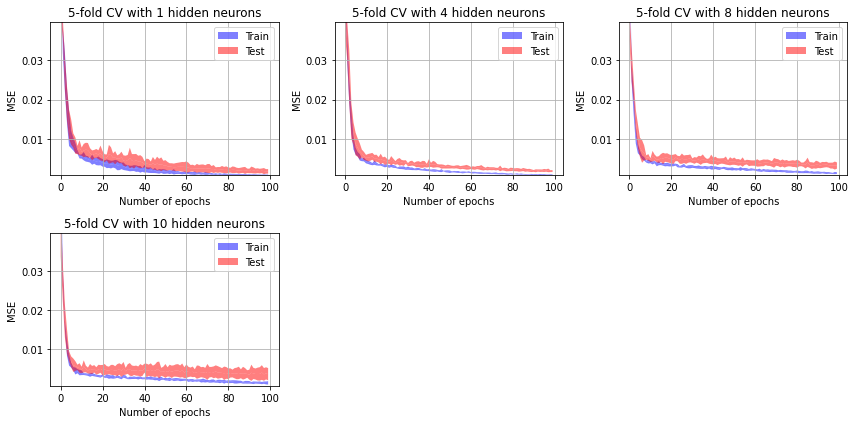 5-fold CV with 1 hidden neurons
MSE
0.03
0.02
0.01
Train
Test
0 20 40 60 80 100
Number of epochs
5-fold CV with 4 hidden neurons
MSE
0.03
0.02
0.01
Train
Test
0 20 40 60 80 100
Number of epochs
5-fold CV with 8 hidden neurons
MSE
0.03
0.02
0.01
Train
Test
0 20 40 60 80 100
Number of epochs
5-fold CV with 10 hidden neurons
MSE
0.03
0.02
0.01
Train
Test
0 20 40 60 80 100
Number of epochs